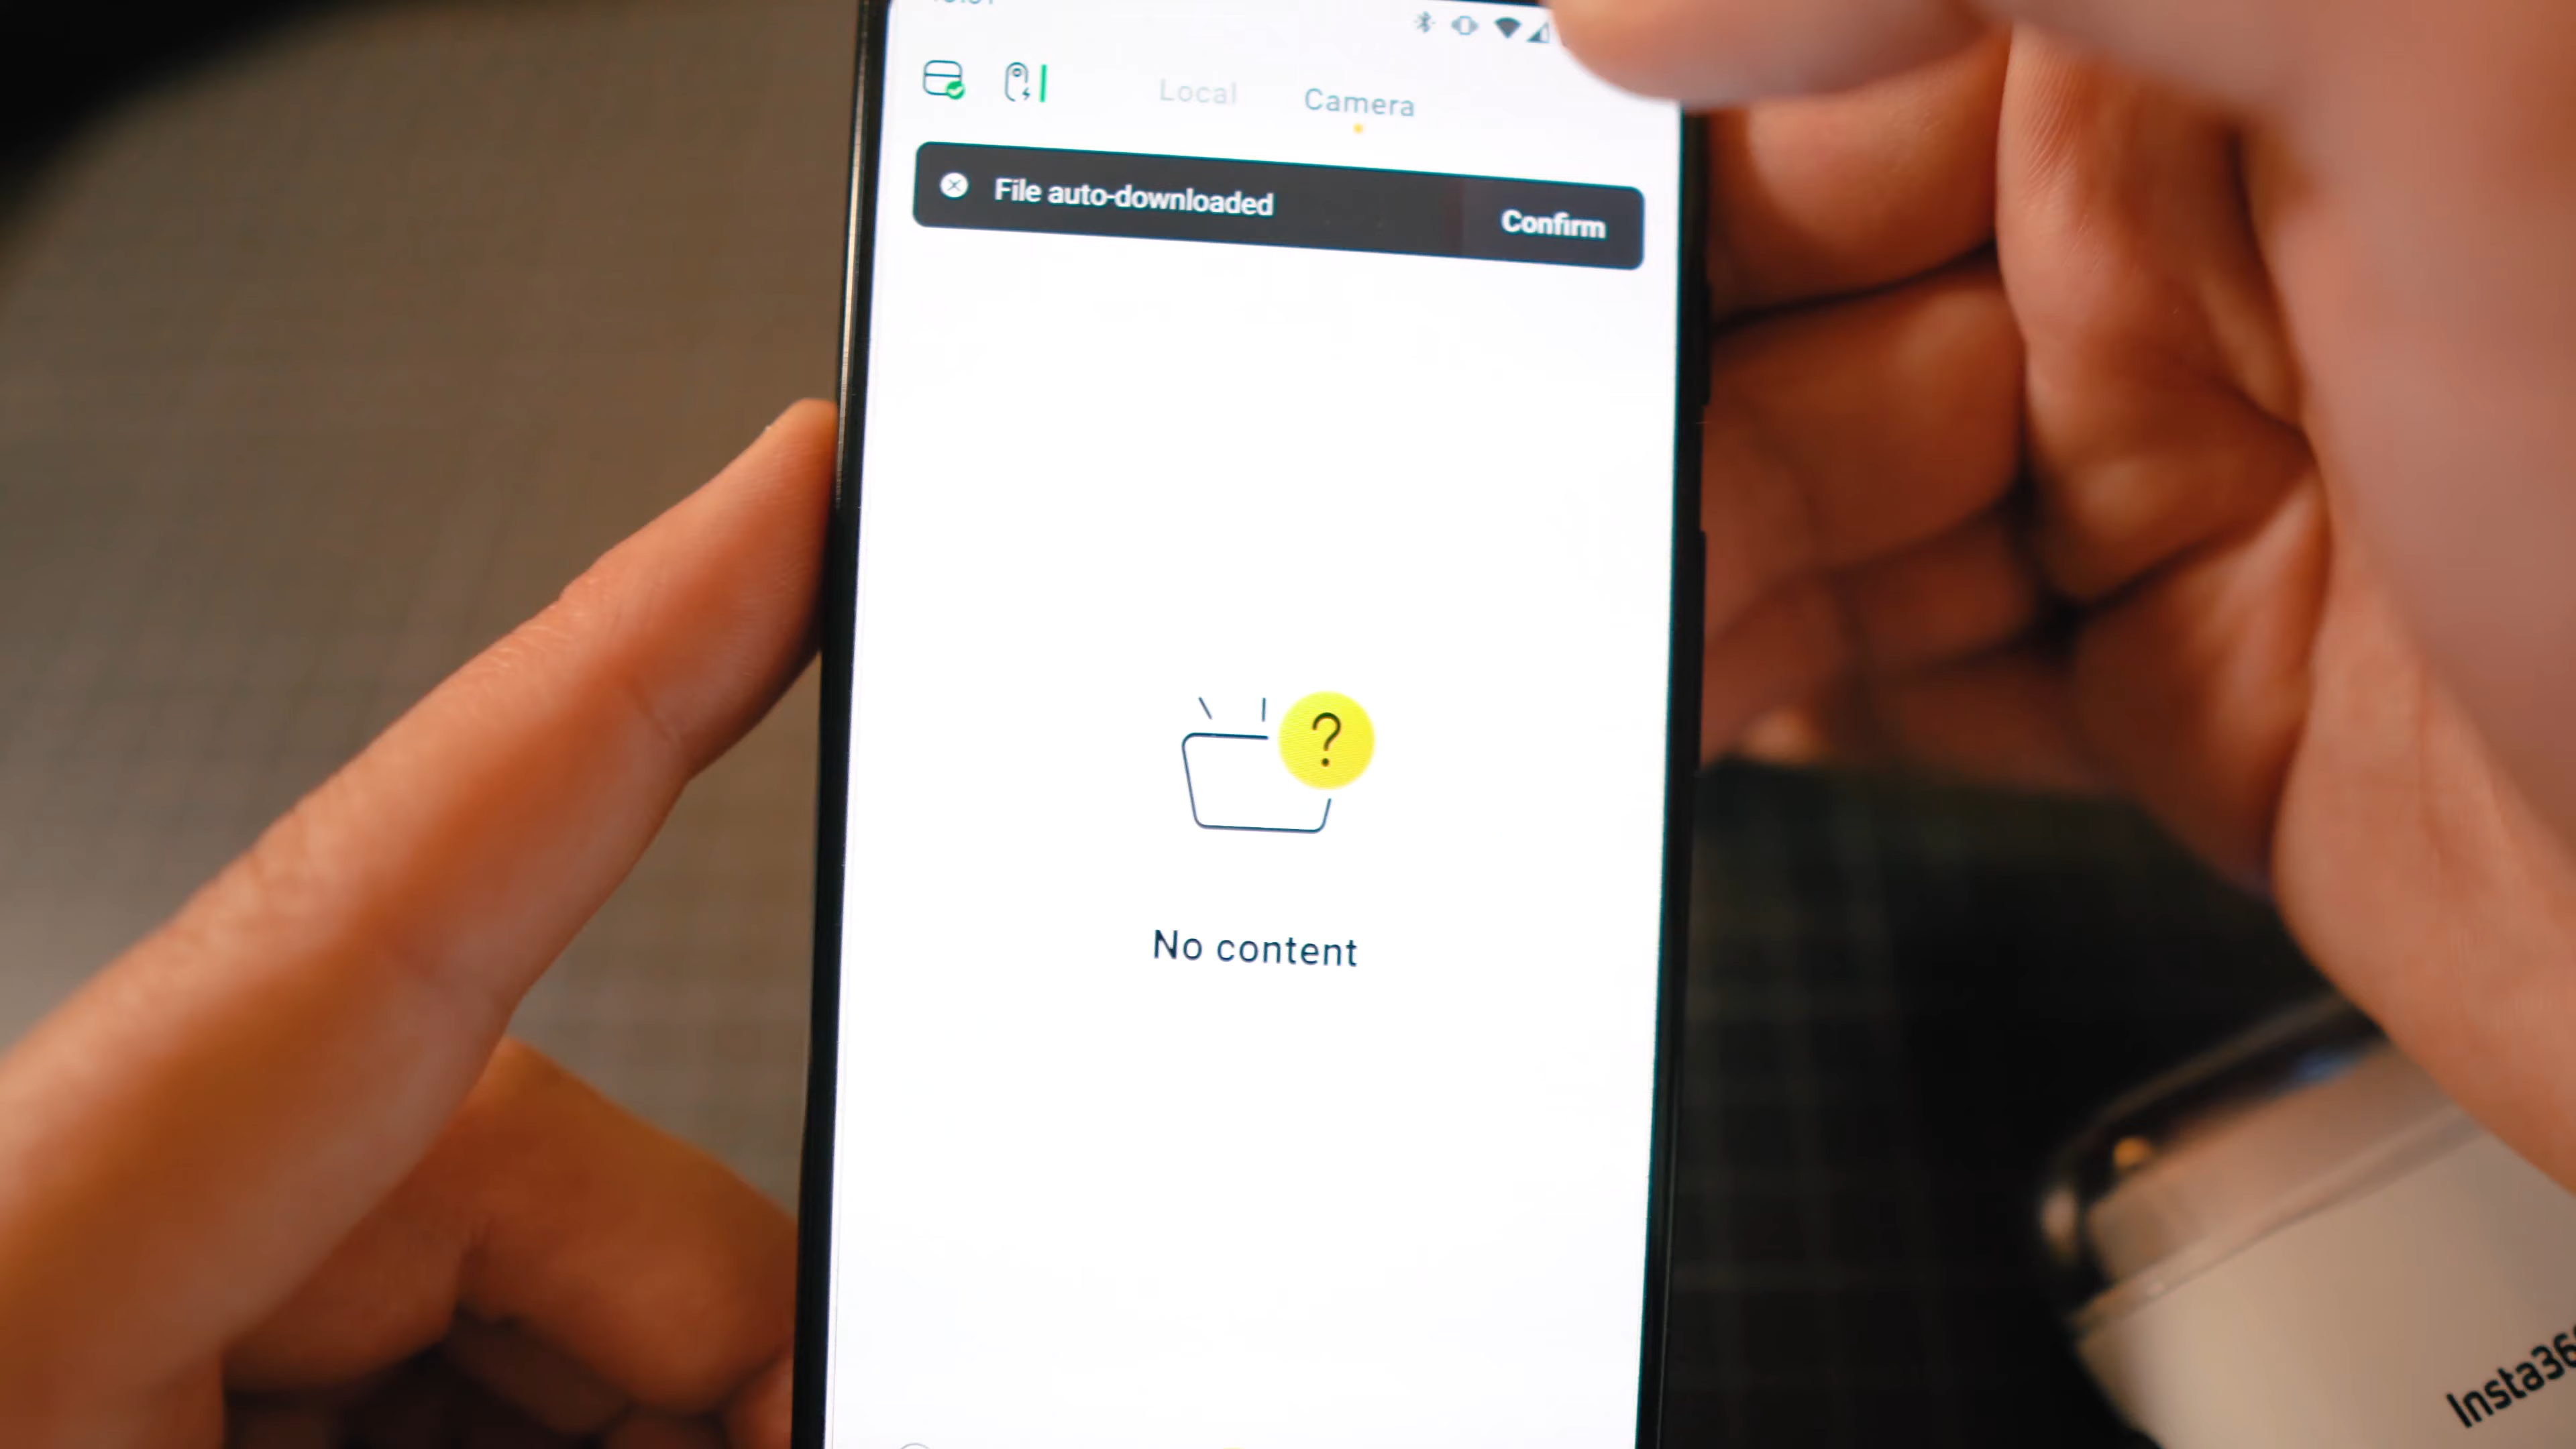 Local
Camera
File auto-downloaded
Confirm
?
No content
Insta36